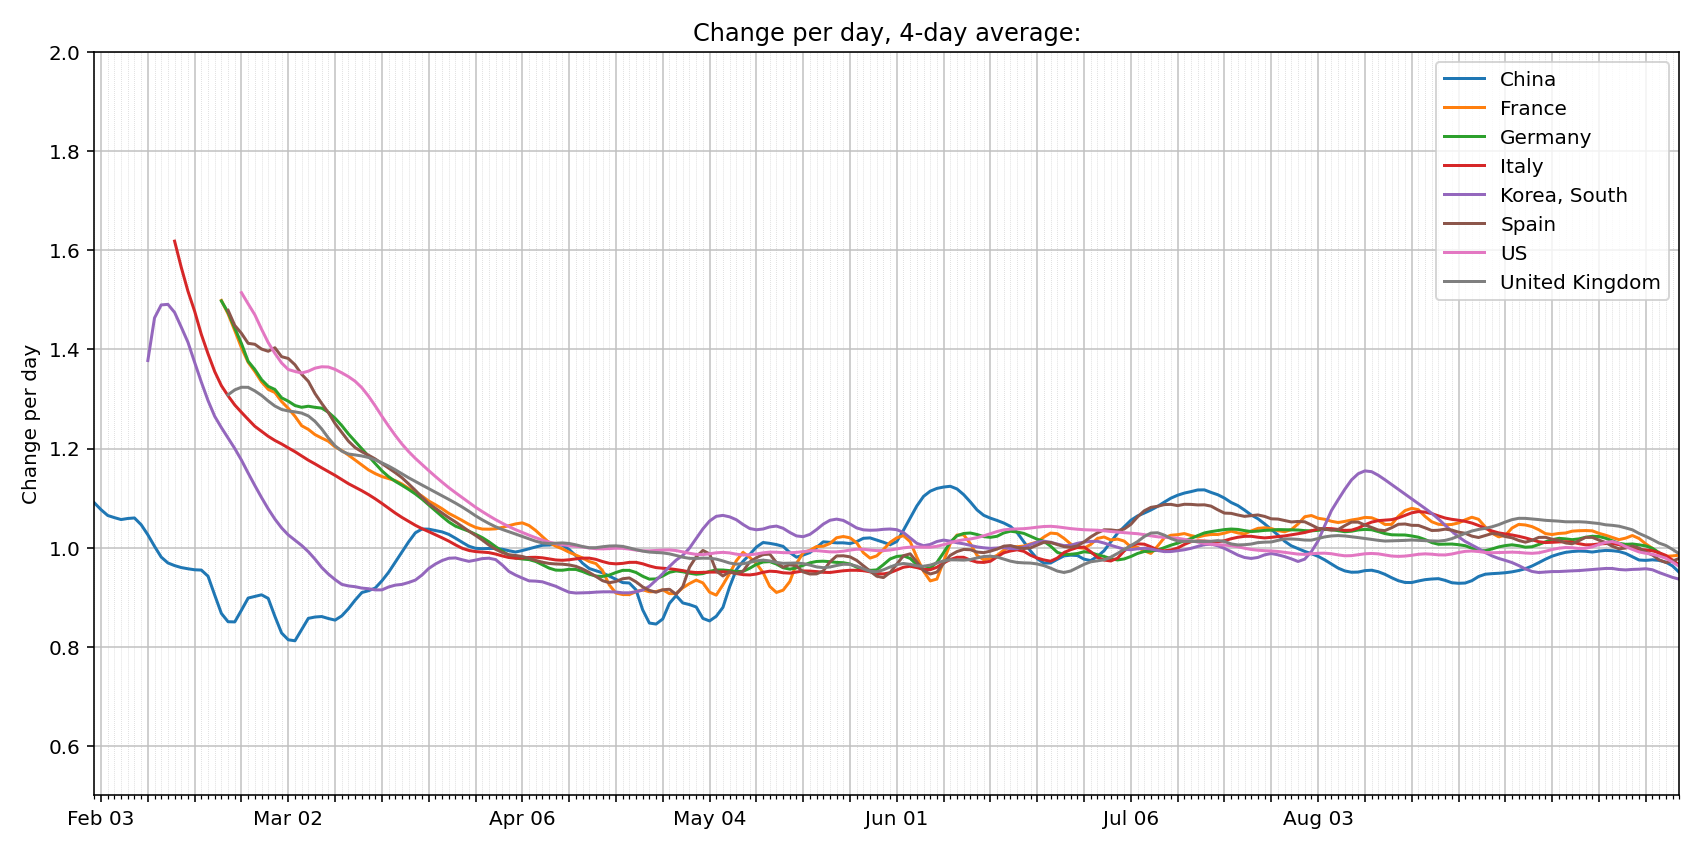 Change per day, 4-day average:
2.0
1.8
1.6
1.4
1.2
1.0
0.8
0.6
Change per day
China
France
Germany
Italy
Korea, South
Spain
US
United Kingdom
Feb 03 Mar 02 Apr 06 May 04 Jun 01 Jul 06 Aug 03